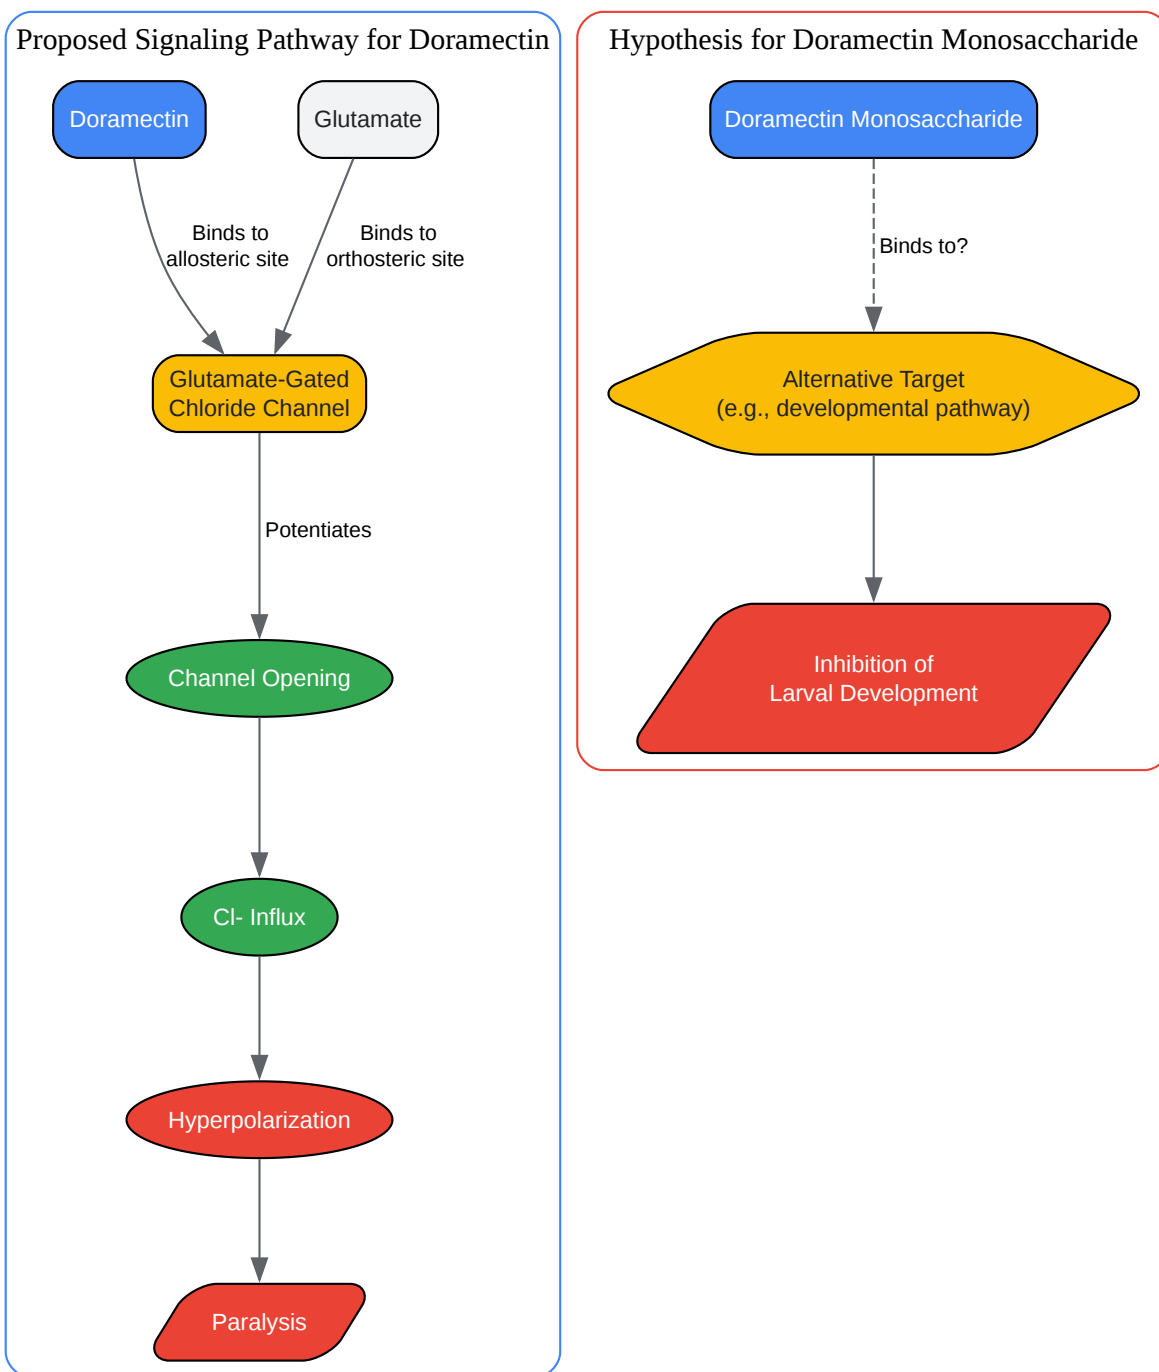 Proposed Signaling Pathway for Doramectin
Doramectin
Glutamate
Binds to
allosteric site
Binds to
orthosteric site
Glutamate-Gated
Chloride Channel
Potentiates
Channel Opening
Cl- Influx
Hyperpolarization
Paralysis
Hypothesis for Doramectin Monosaccharide
Doramectin Monosaccharide
Binds to?
Alternative Target
(e.g., developmental pathway)
Inhibition of
Larval Development